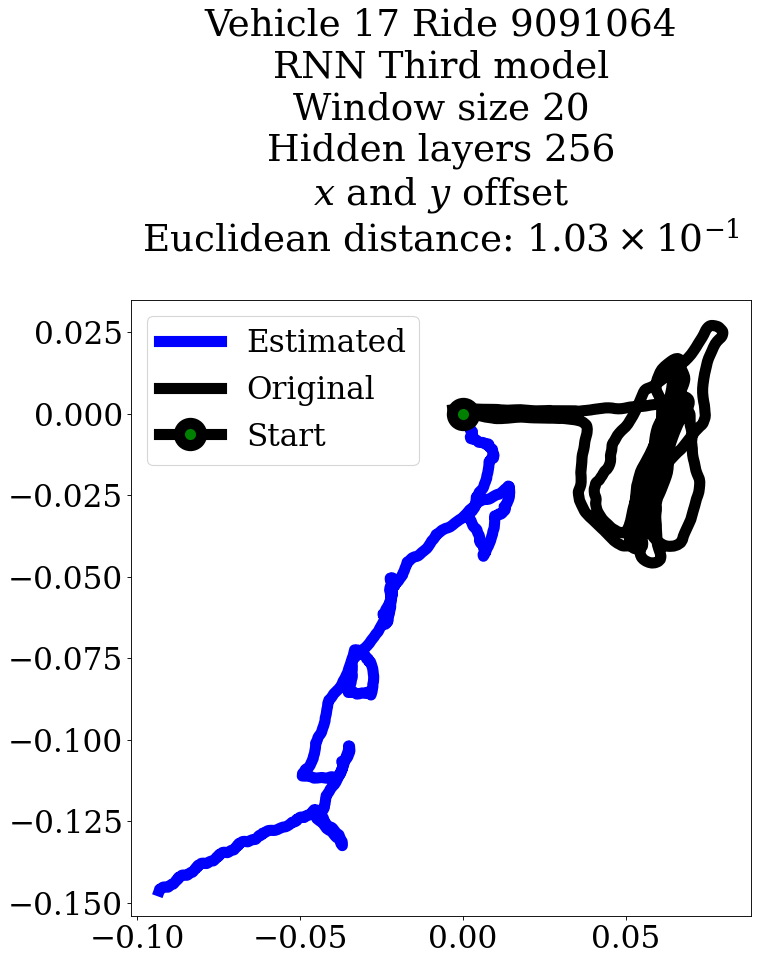 Vehicle 17 Ride 9091064
RNN Third model
Window size 20
Hidden layers 256
x and y offset
Euclidean distance: 1.03 × 10⁻¹
Estimated
Original
Start
0.025
0.000
−0.025
−0.050
−0.075
−0.100
−0.125
−0.150
−0.10 −0.05 0.00 0.05